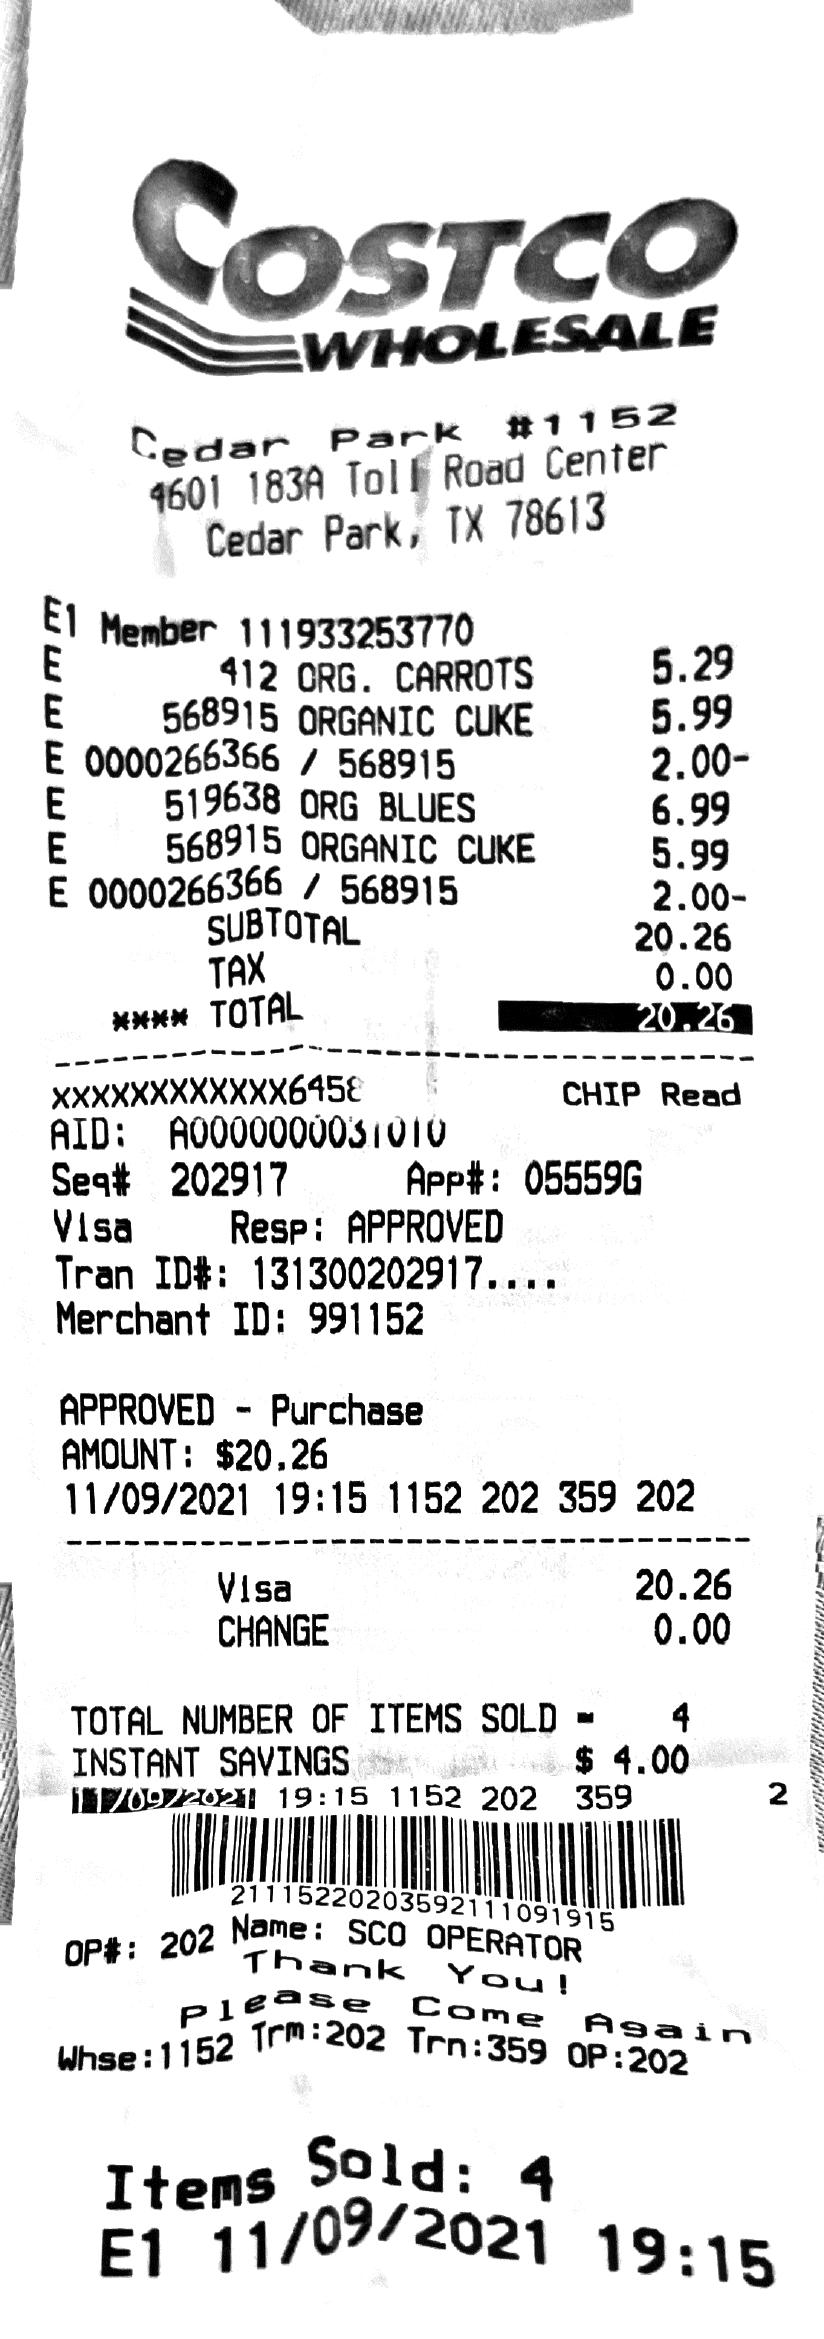 COSTCO
WHOLESALE
Cedar Park #1152
4601 183A Toll Road Center
Cedar Park, TX 78613
E1 Member 111933253770
E 412 ORG. CARROTS 5.29
E 568915 ORGANIC CUKE 5.99
E 0000266366 / 568915 2.00-
E 519638 ORG BLUES 6.99
E 568915 ORGANIC CUKE 5.99
E 0000266366 / 568915 2.00-
SUBTOTAL 20.26
TAX 0.00
**** TOTAL 20.26
XXXXXXXXXXXX6458 CHIP Read
AID: A0000000031010
Seq# 202917 App#: 05559G
Visa Resp: APPROVED
Tran ID#: 131300202917....
Merchant ID: 991152
APPROVED - Purchase
AMOUNT: $20.26
11/09/2021 19:15 1152 202 359 202
Visa 20.26
CHANGE 0.00
TOTAL NUMBER OF ITEMS SOLD = 4
INSTANT SAVINGS $ 4.00
11/09/2021 19:15 1152 202 359 2
21115220203592111091915
OP#: 202 Name: SCO OPERATOR
Thank You!
Please Come Again
Whse:1152 Trm:202 Trn:359 OP:202
Items Sold: 4
E1 11/09/2021 19:15